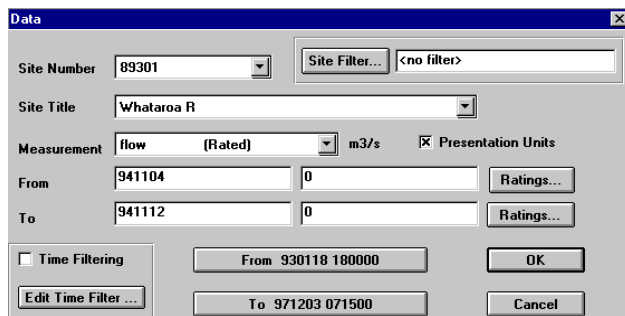 Data
Site Number 89301 Site Filter... <no filter>
Site Title Whataroa R
Measurement flow (Rated) m3/s Presentation Units
From 941104 0 Ratings...
To 941112 0 Ratings...
Time Filtering From 930118 180000 OK
Edit Time Filter ... To 971203 071500 Cancel